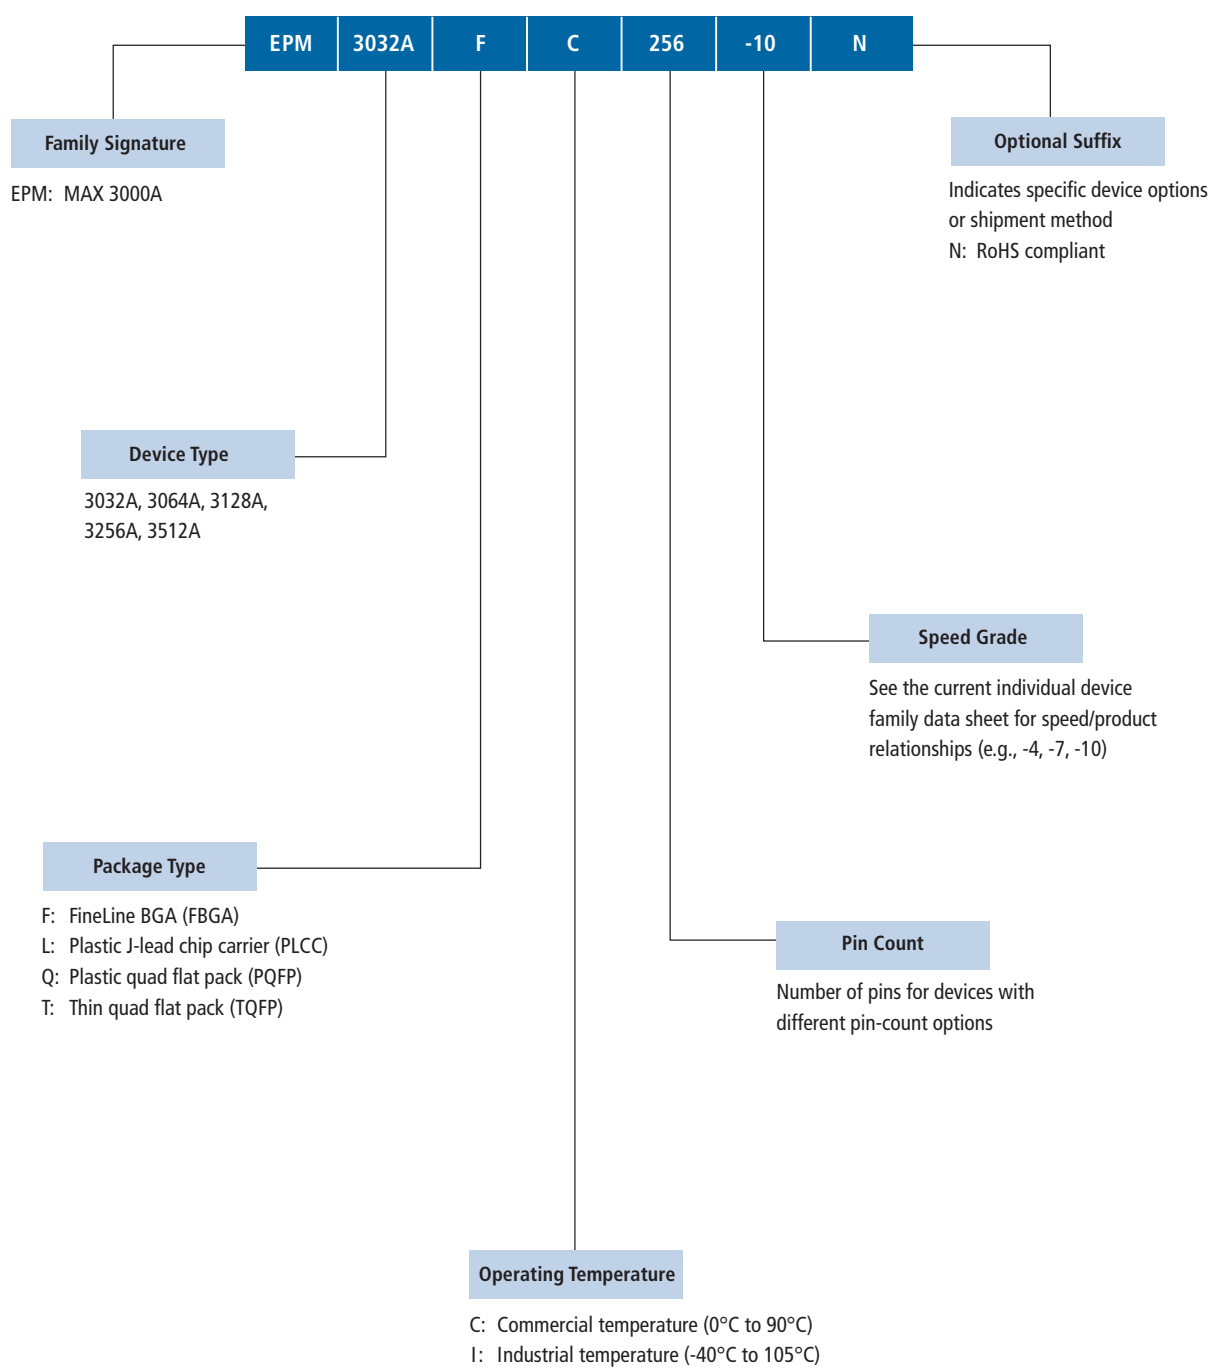 EPM 3032A F C 256 -10 N
Family Signature
EPM: MAX 3000A
Optional Suffix
Indicates specific device options
or shipment method
N: RoHS compliant
Device Type
3032A, 3064A, 3128A,
3256A, 3512A
Speed Grade
See the current individual device
family data sheet for speed/product
relationships (e.g., -4, -7, -10)
Package Type
F: FineLine BGA (FBGA)
L: Plastic J-lead chip carrier (PLCC)
Q: Plastic quad flat pack (PQFP)
T: Thin quad flat pack (TQFP)
Pin Count
Number of pins for devices with
different pin-count options
Operating Temperature
C: Commercial temperature (0°C to 90°C)
I: Industrial temperature (-40°C to 105°C)